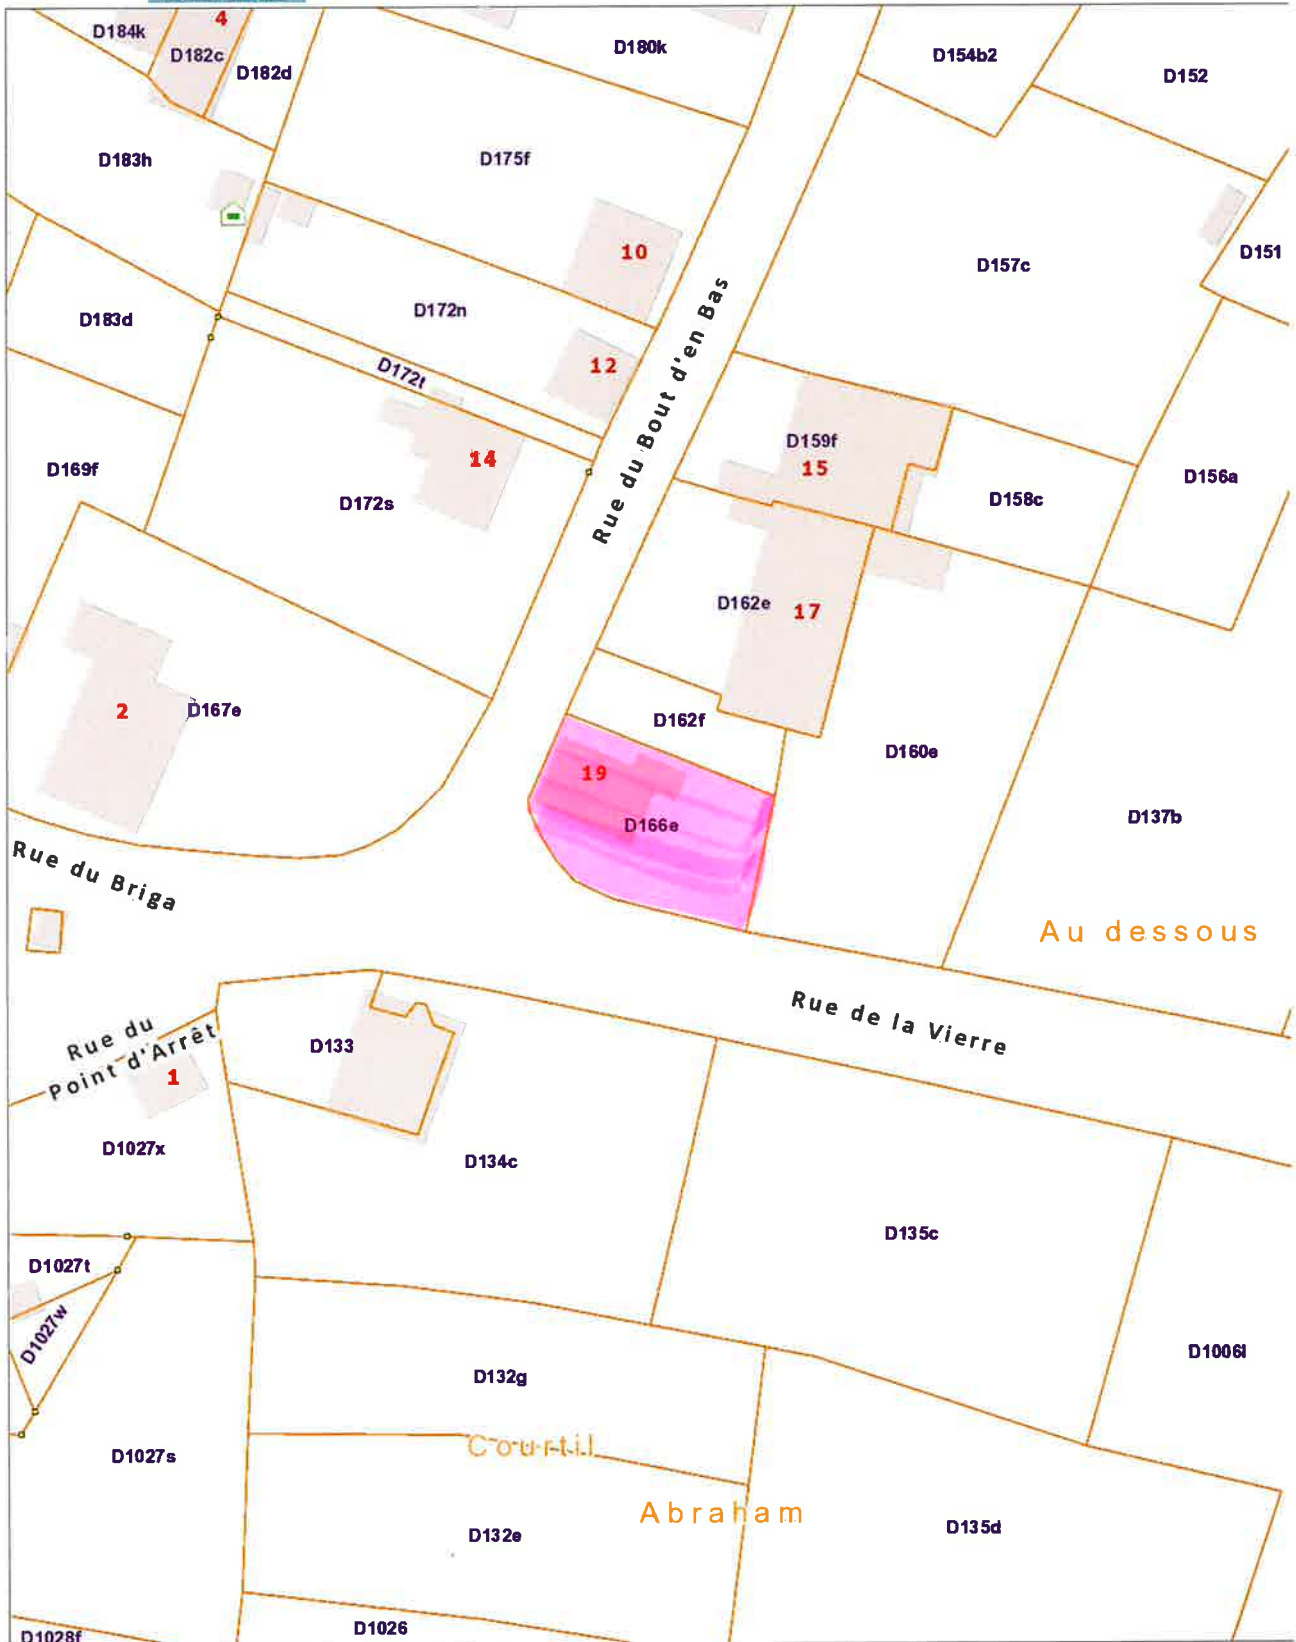 4
D184k
D182c
D182d
D180k
D154b2
D152
D183h
D175f
10
D157c
D151
D183d
D172n
D172t
12
Rue du Bout d'en Bas
D159f
15
14
D169f
D172s
D158c
D156a
D162e
17
2
D167e
D162f
D160e
19
D166e
D137b
Rue du Briga
Au dessous
Rue de la Vierre
Rue du
Point d'Arrêt
1
D133
D1027x
D134c
D135c
D1027t
D1027w
D1006l
D132g
Courtil
D1027s
Abraham
D132e
D135d
D1026
D1028f